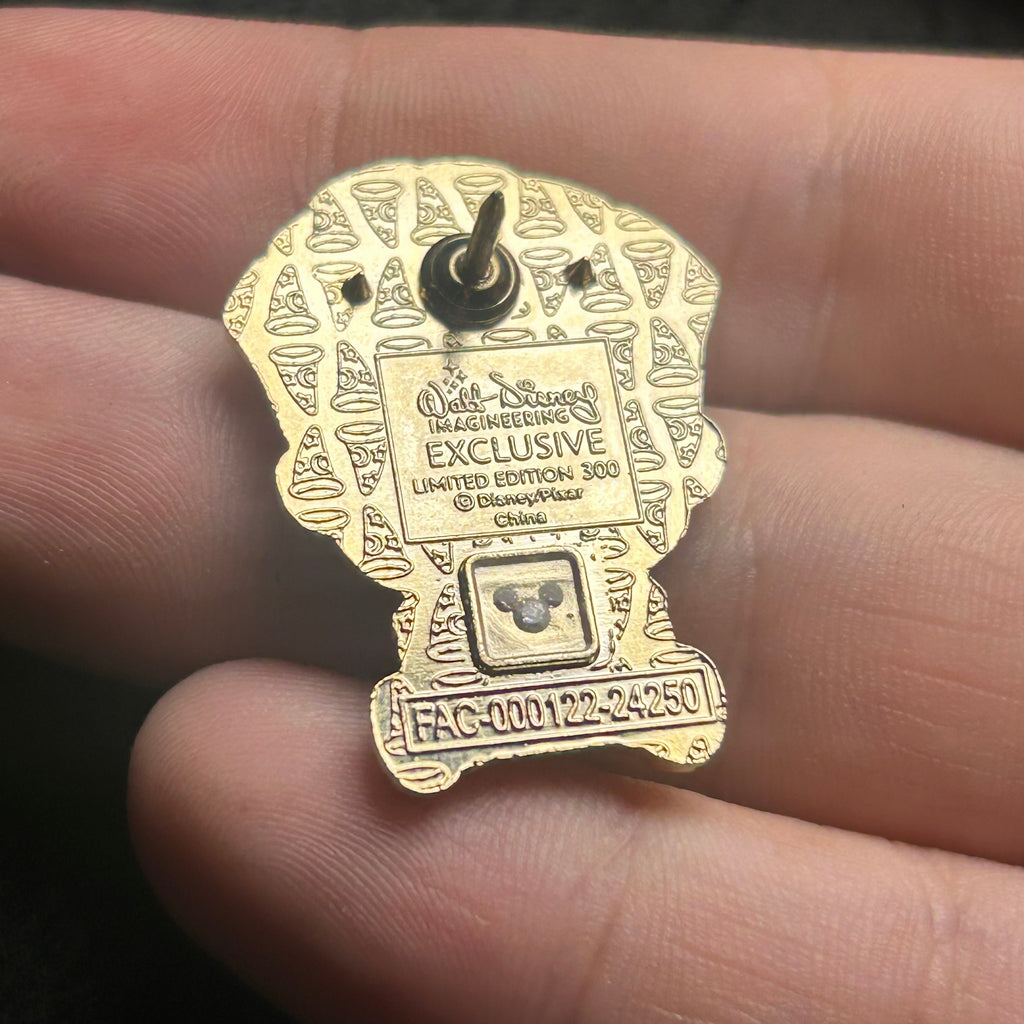 Walt Disney
IMAGINEERING
EXCLUSIVE
LIMITED EDITION 300
© Disney/Pixar
China
FAC-000122-24250